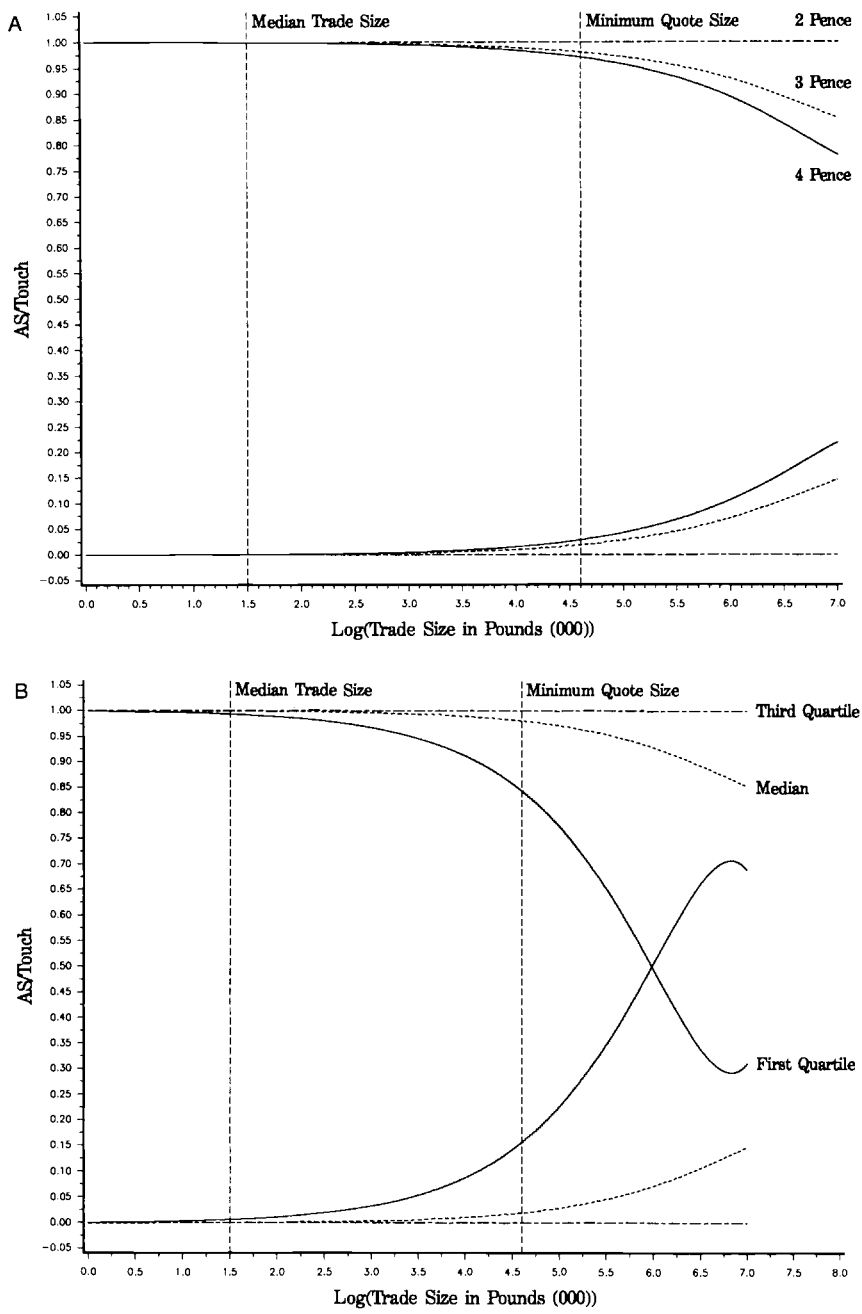 A
Median Trade Size
Minimum Quote Size
2 Pence
3 Pence
4 Pence
1.05
1.00
0.95
0.90
0.85
0.80
0.75
0.70
0.65
0.60
0.55
0.50
0.45
0.40
0.35
0.30
0.25
0.20
0.15
0.10
0.05
0.00
−0.05
AS/Touch
0.0 0.5 1.0 1.5 2.0 2.5 3.0 3.5 4.0 4.5 5.0 5.5 6.0 6.5 7.0
Log(Trade Size in Pounds (000))
B
Median Trade Size
Minimum Quote Size
Third Quartile
Median
First Quartile
1.05
1.00
0.95
0.90
0.85
0.80
0.75
0.70
0.65
0.60
0.55
0.50
0.45
0.40
0.35
0.30
0.25
0.20
0.15
0.10
0.05
0.00
−0.05
AS/Touch
0.0 0.5 1.0 1.5 2.0 2.5 3.0 3.5 4.0 4.5 5.0 5.5 6.0 6.5 7.0
Log(Trade Size in Pounds (000))